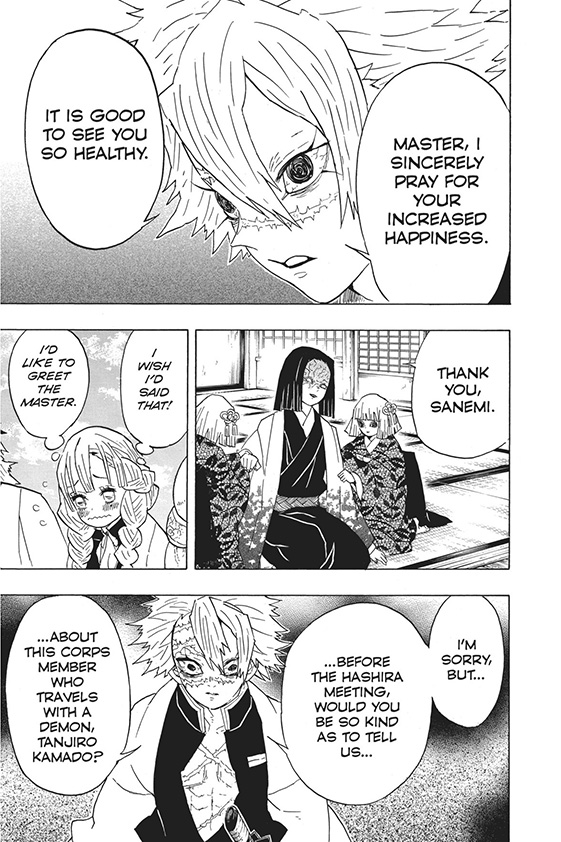 MASTER, I
SINCERELY
PRAY FOR
YOUR
INCREASED
HAPPINESS.
IT IS GOOD
TO SEE YOU
SO HEALTHY.
THANK
YOU,
SANEMI.
I
WISH
I'D
SAID
THAT!
I'D
LIKE TO
GREET
THE
MASTER.
I'M
SORRY,
BUT...
...BEFORE
THE HASHIRA
MEETING,
WOULD YOU
BE SO KIND
AS TO TELL
US...
...ABOUT
THIS CORPS
MEMBER
WHO
TRAVELS
WITH A
DEMON,
TANJIRO
KAMADO?